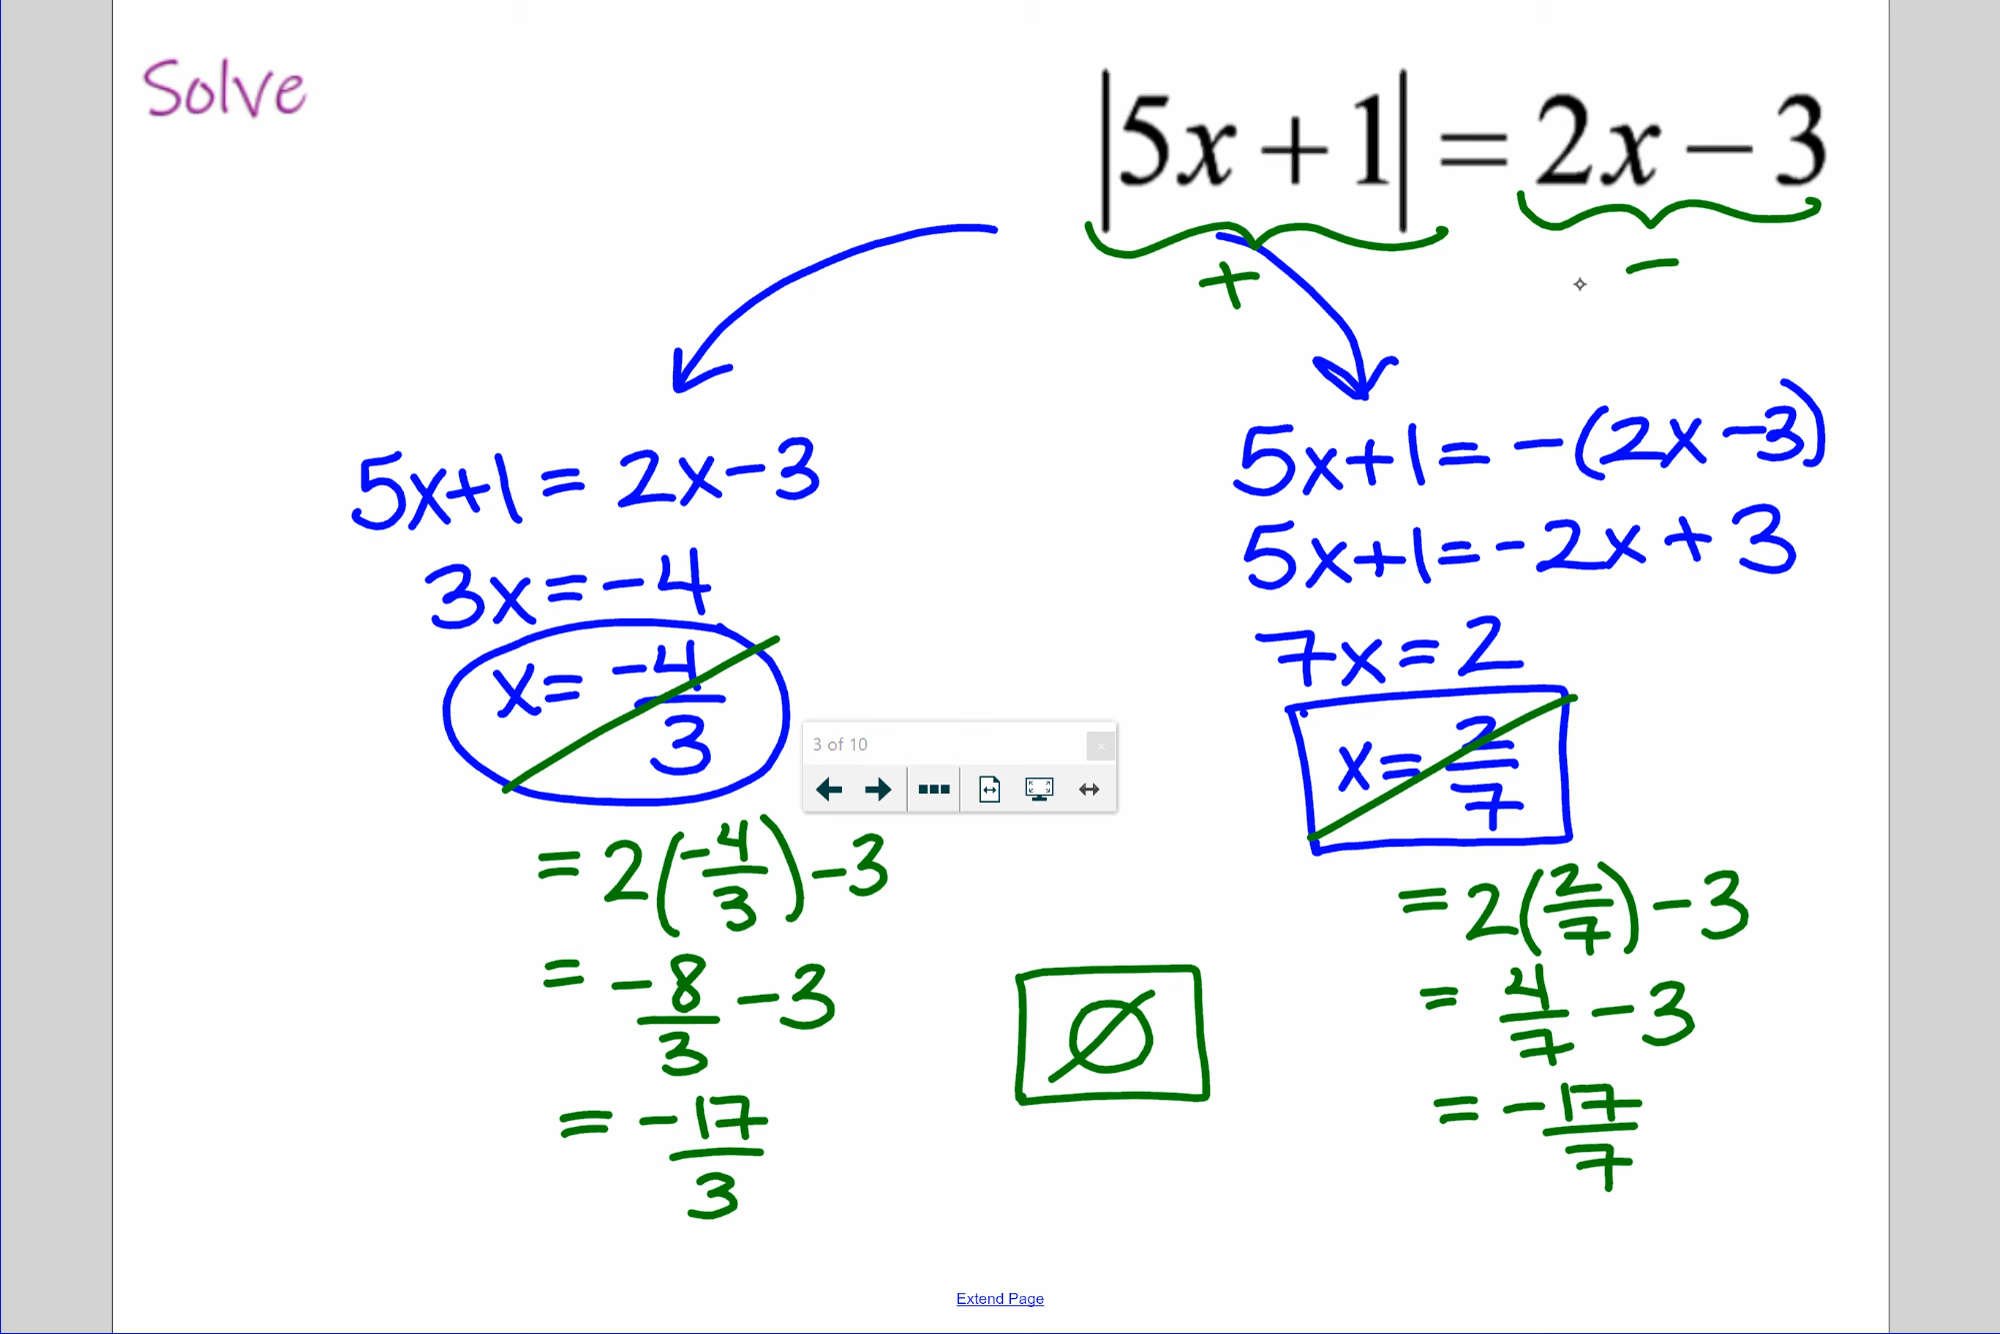 Solve
|5x + 1| = 2x − 3
+
−
5x+1 = 2x−3
3x = −4
x = −4/3
= 2(−4/3) −3
= −8/3 −3
= −17/3
5x+1 = −(2x−3)
5x+1 = −2x+3
7x = 2
x = 2/7
= 2(2/7) −3
= 4/7 −3
= −17/7
3 of 10
∅
Extend Page